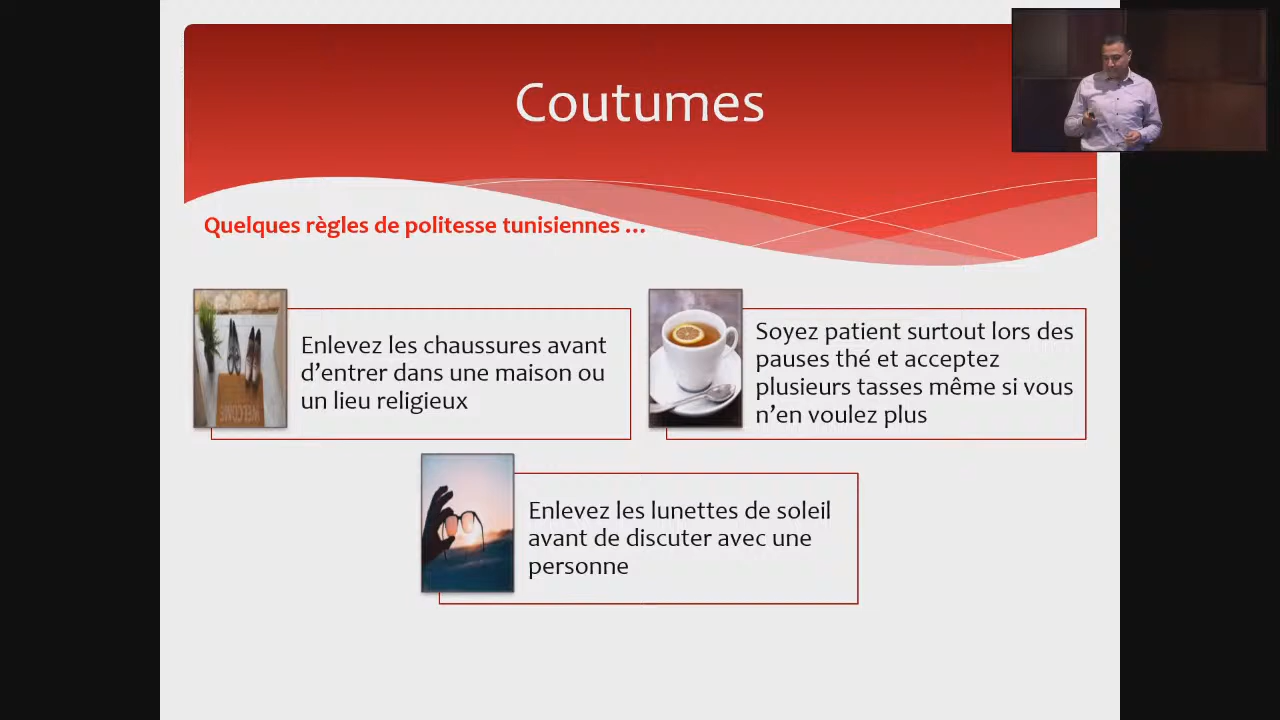 Coutumes
Quelques règles de politesse tunisiennes ...
Enlevez les chaussures avant
d’entrer dans une maison ou
un lieu religieux
Soyez patient surtout lors des
pauses thé et acceptez
plusieurs tasses même si vous
n’en voulez plus
Enlevez les lunettes de soleil
avant de discuter avec une
personne
WELCOME